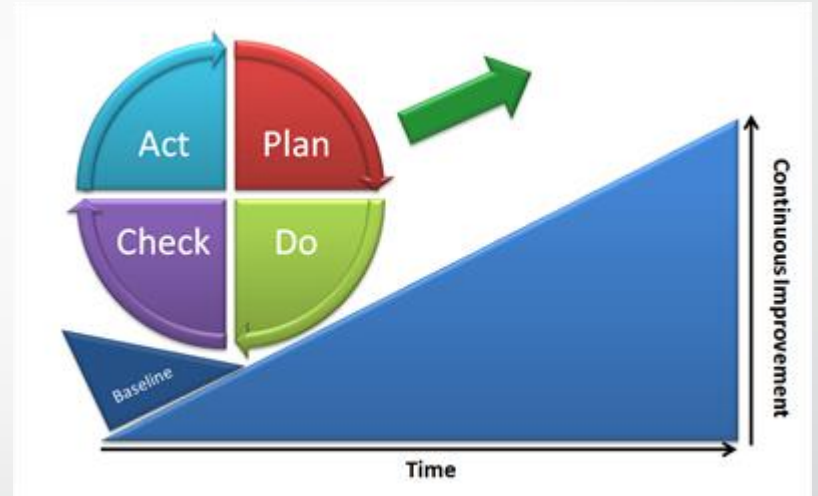 Act
Plan
Check
Do
Baseline
Continuous Improvement
Time